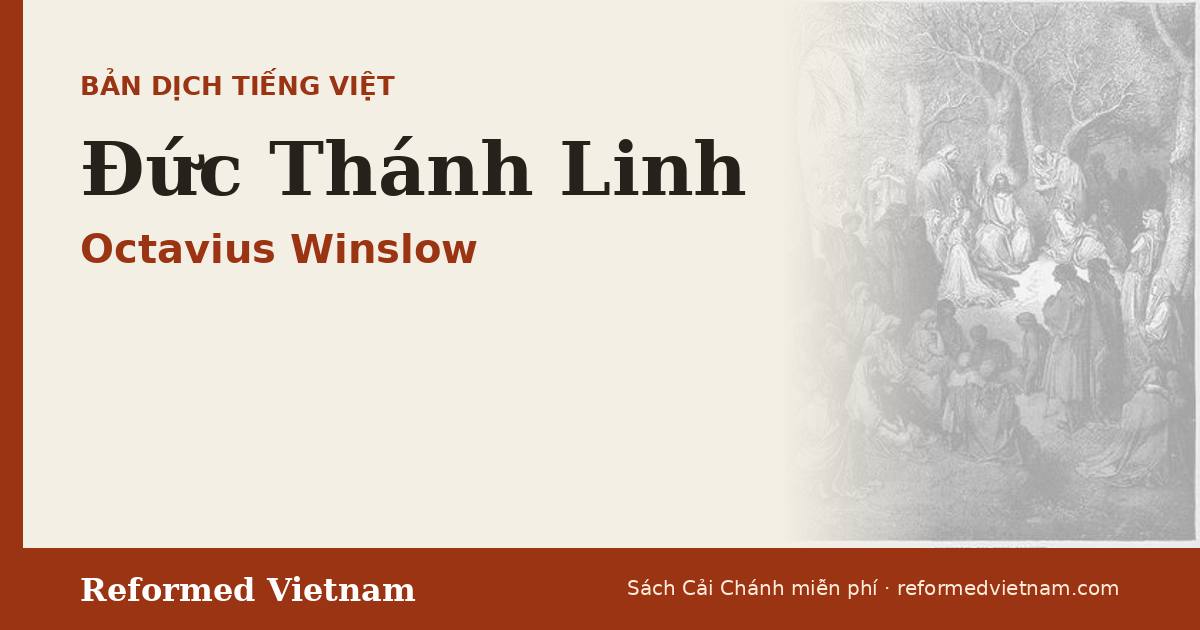 BẢN DỊCH TIẾNG VIỆT
Đức Thánh Linh
Octavius Winslow
Reformed Vietnam
Sách Cải Chánh miễn phí · reformedvietnam.com